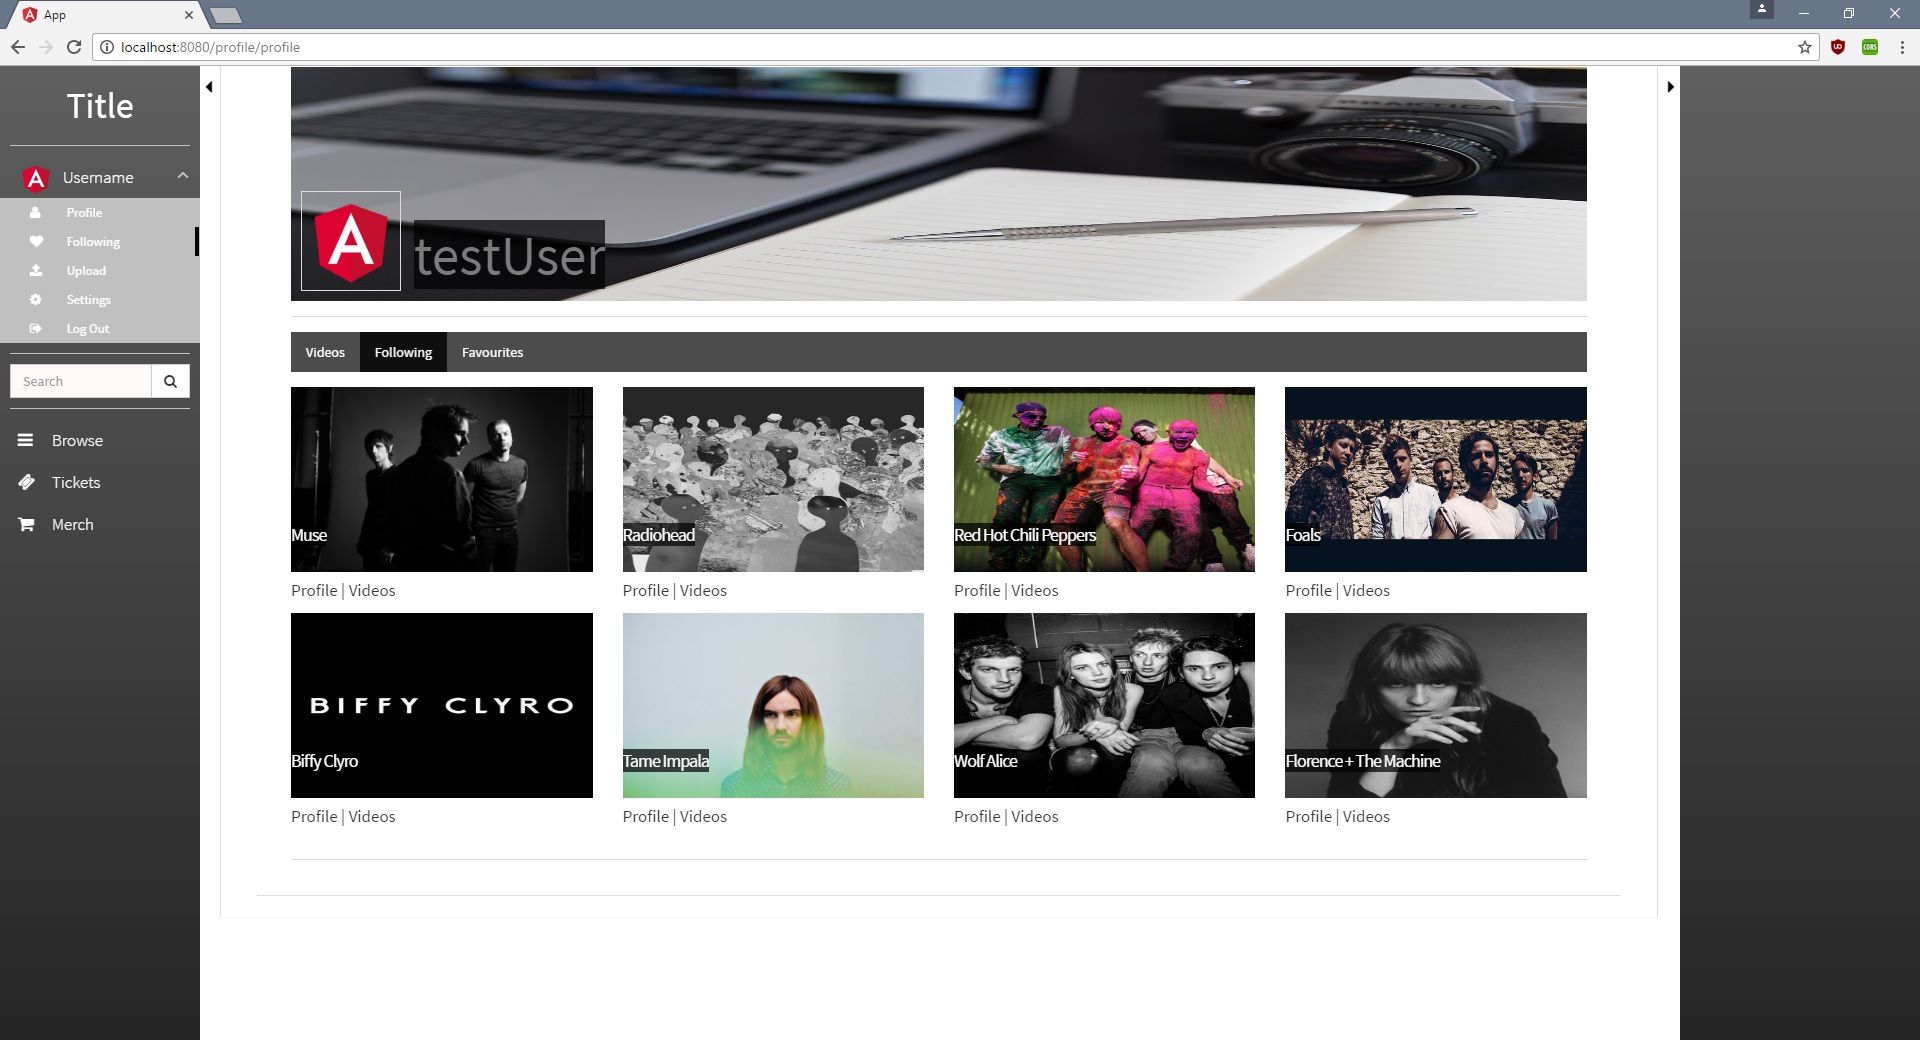 App
localhost:8080/profile/profile
Title
Username
Profile
Following
Upload
Settings
Log Out
Search
Browse
Tickets
Merch
PRAKTICA
testUser
Videos Following Favourites
Muse
Radiohead
Red Hot Chili Peppers
Foals
Profile | Videos
Profile | Videos
Profile | Videos
Profile | Videos
BIFFY CLYRO
Biffy Clyro
Tame Impala
Wolf Alice
Florence + The Machine
Profile | Videos
Profile | Videos
Profile | Videos
Profile | Videos